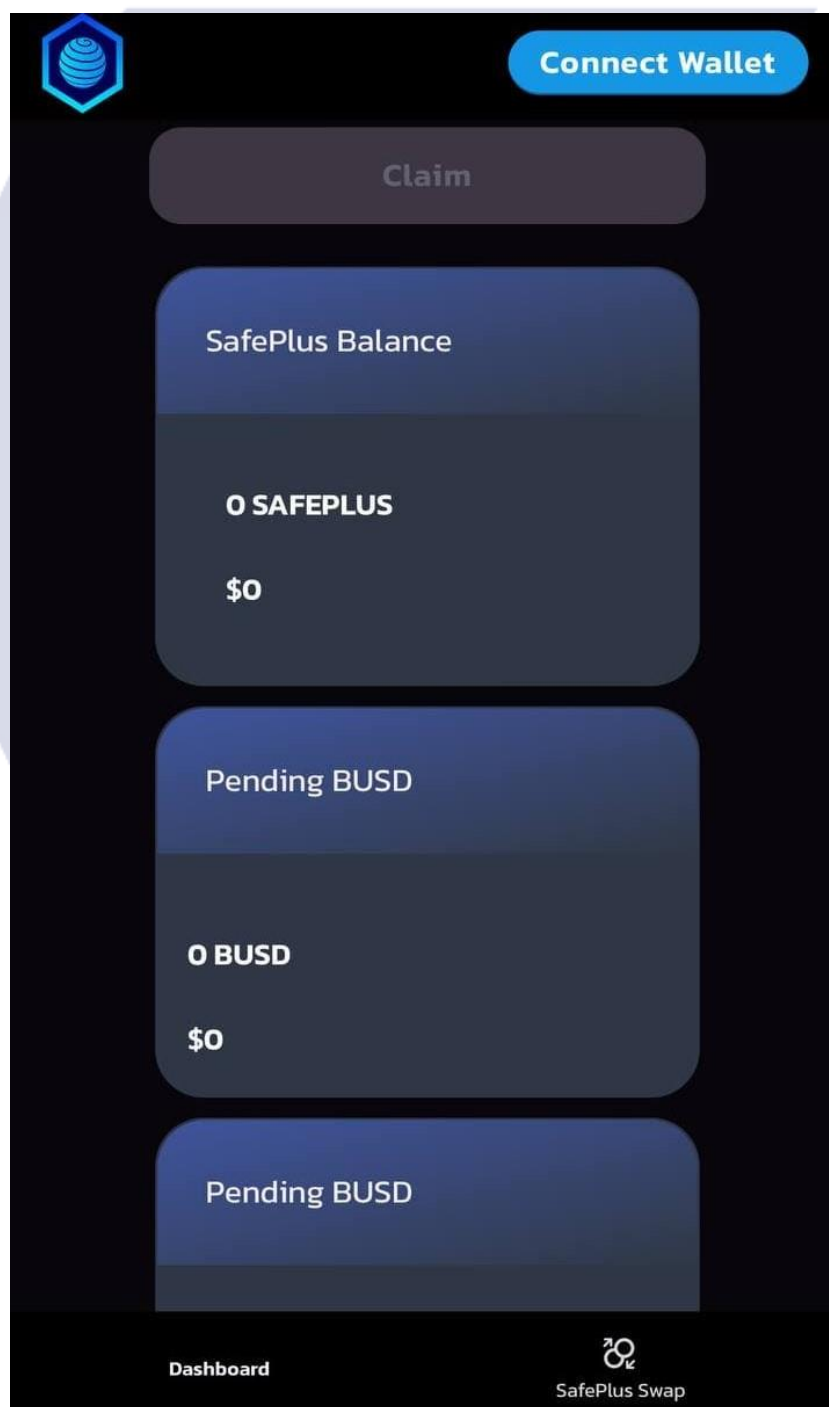 Connect Wallet
Claim
SafePlus Balance
0 SAFEPLUS
$0
Pending BUSD
0 BUSD
$0
Pending BUSD
Dashboard
SafePlus Swap